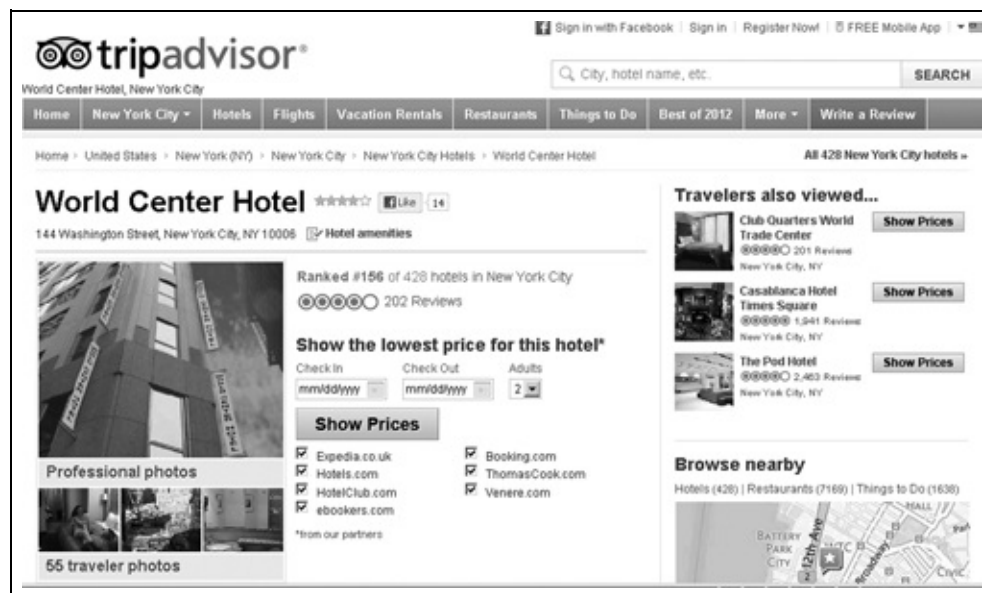 Sign in with Facebook | Sign in | Register Now! | FREE Mobile App |
tripadvisor®
World Center Hotel, New York City
City, hotel name, etc. SEARCH
Home New York City Hotels Flights Vacation Rentals Restaurants Things to Do Best of 2012 More Write a Review
Home › United States › New York (NY) › New York City › New York City Hotels › World Center Hotel
All 428 New York City hotels »
World Center Hotel Like 14
144 Washington Street, New York City, NY 10006 Hotel amenities
Ranked #156 of 428 hotels in New York City
202 Reviews
Show the lowest price for this hotel*
Check In Check Out Adults
mm/dd/yyyy mm/dd/yyyy 2
Show Prices
Expedia.co.uk Booking.com
Hotels.com ThomasCook.com
HotelClub.com Venere.com
ebookers.com
*from our partners
Professional photos
55 traveler photos
Travelers also viewed...
Club Quarters World Show Prices
Trade Center
201 Reviews
New York City, NY
Casablanca Hotel Show Prices
Times Square
1,941 Reviews
New York City, NY
The Pod Hotel Show Prices
2,463 Reviews
New York City, NY
Browse nearby
Hotels (428) | Restaurants (7169) | Things to Do (1638)
HALL
BATTERY
PARK
CITY
12th Ave
WTC
Broadway
Park
2
CIVIC